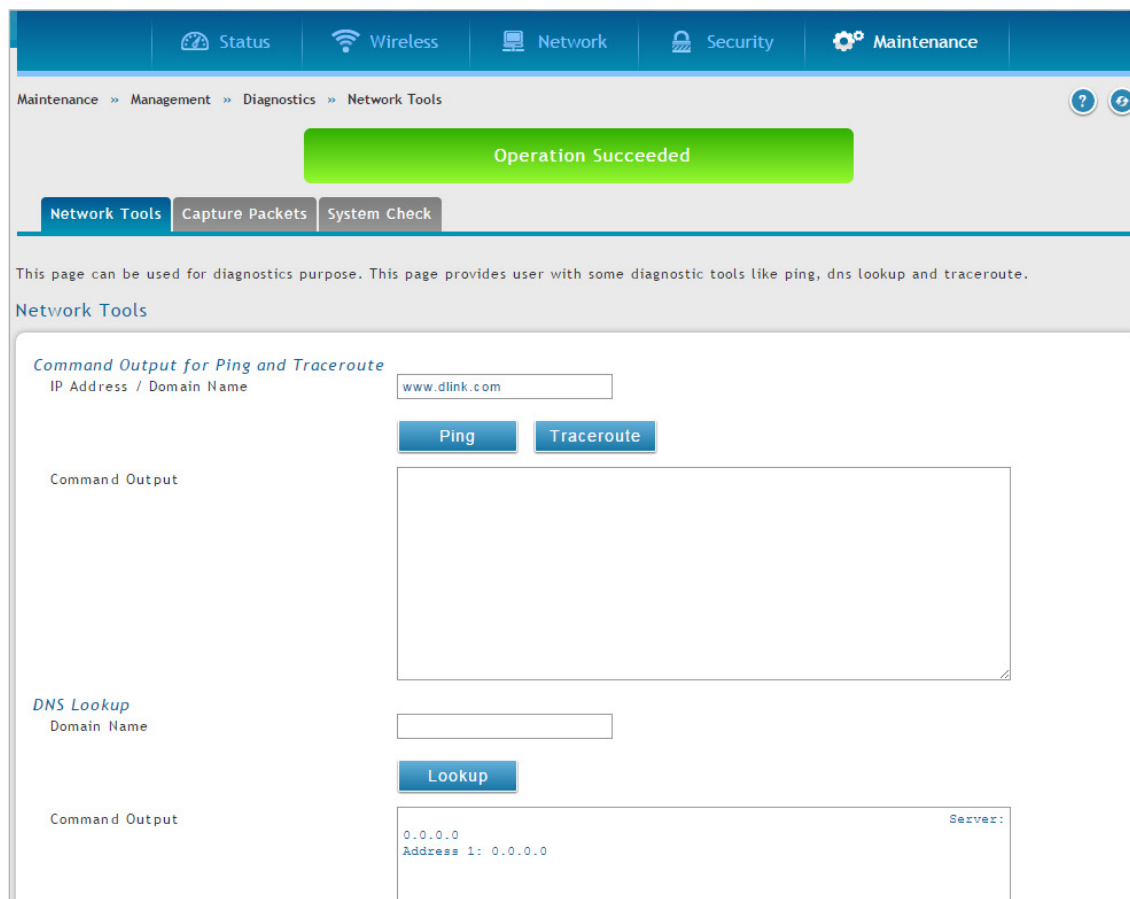 Status Wireless Network Security Maintenance
Maintenance » Management » Diagnostics » Network Tools ?
Operation Succeeded
Network Tools Capture Packets System Check
This page can be used for diagnostics purpose. This page provides user with some diagnostic tools like ping, dns lookup and traceroute.
Network Tools
Command Output for Ping and Traceroute
IP Address / Domain Name www.dlink.com
Ping Traceroute
Command Output
DNS Lookup
Domain Name
Lookup
Command Output Server:
0.0.0.0
Address 1: 0.0.0.0